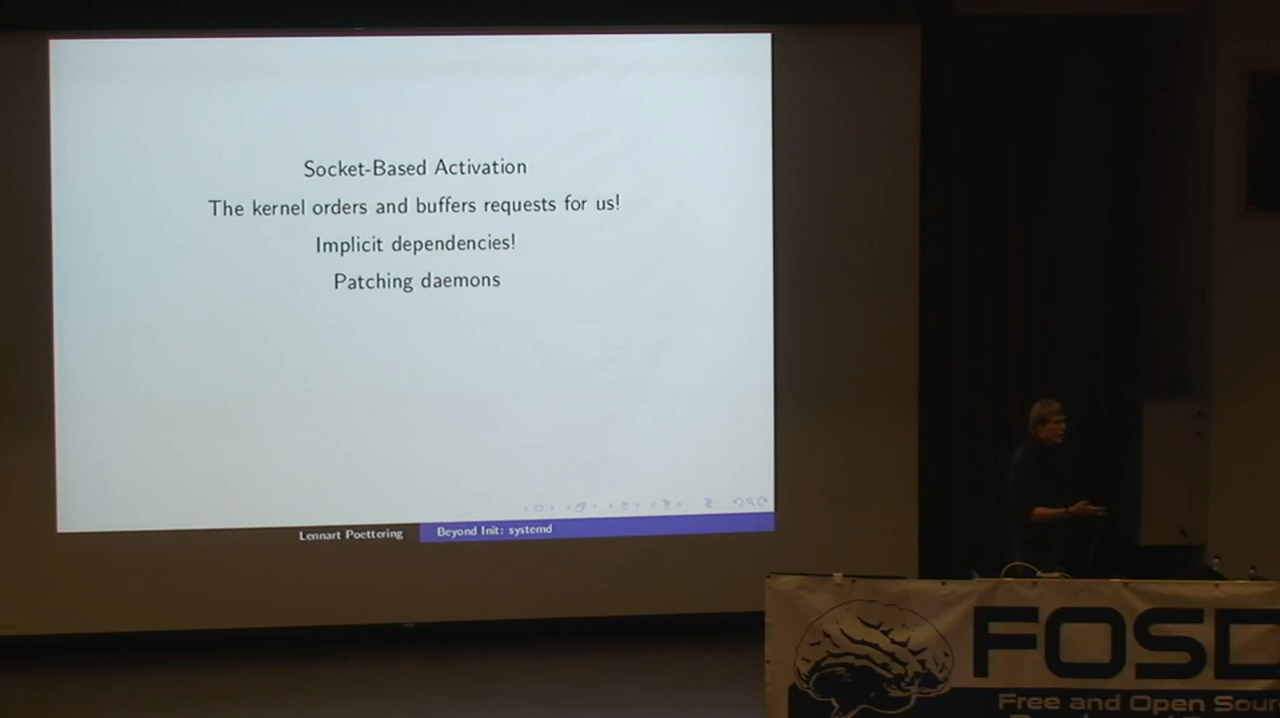 Socket-Based Activation
The kernel orders and buffers requests for us!
Implicit dependencies!
Patching daemons
Lennart Poettering
Beyond Init: systemd
FOSD
Free and Open Sour